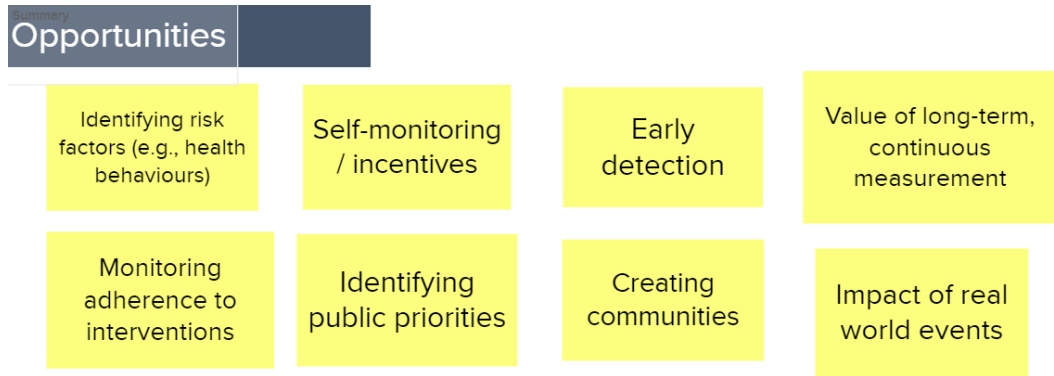 Summary
Opportunities
Identifying risk
factors (e.g., health
behaviours)
Self-monitoring
/ incentives
Early
detection
Value of long-term,
continuous
measurement
Monitoring
adherence to
interventions
Identifying
public priorities
Creating
communities
Impact of real
world events